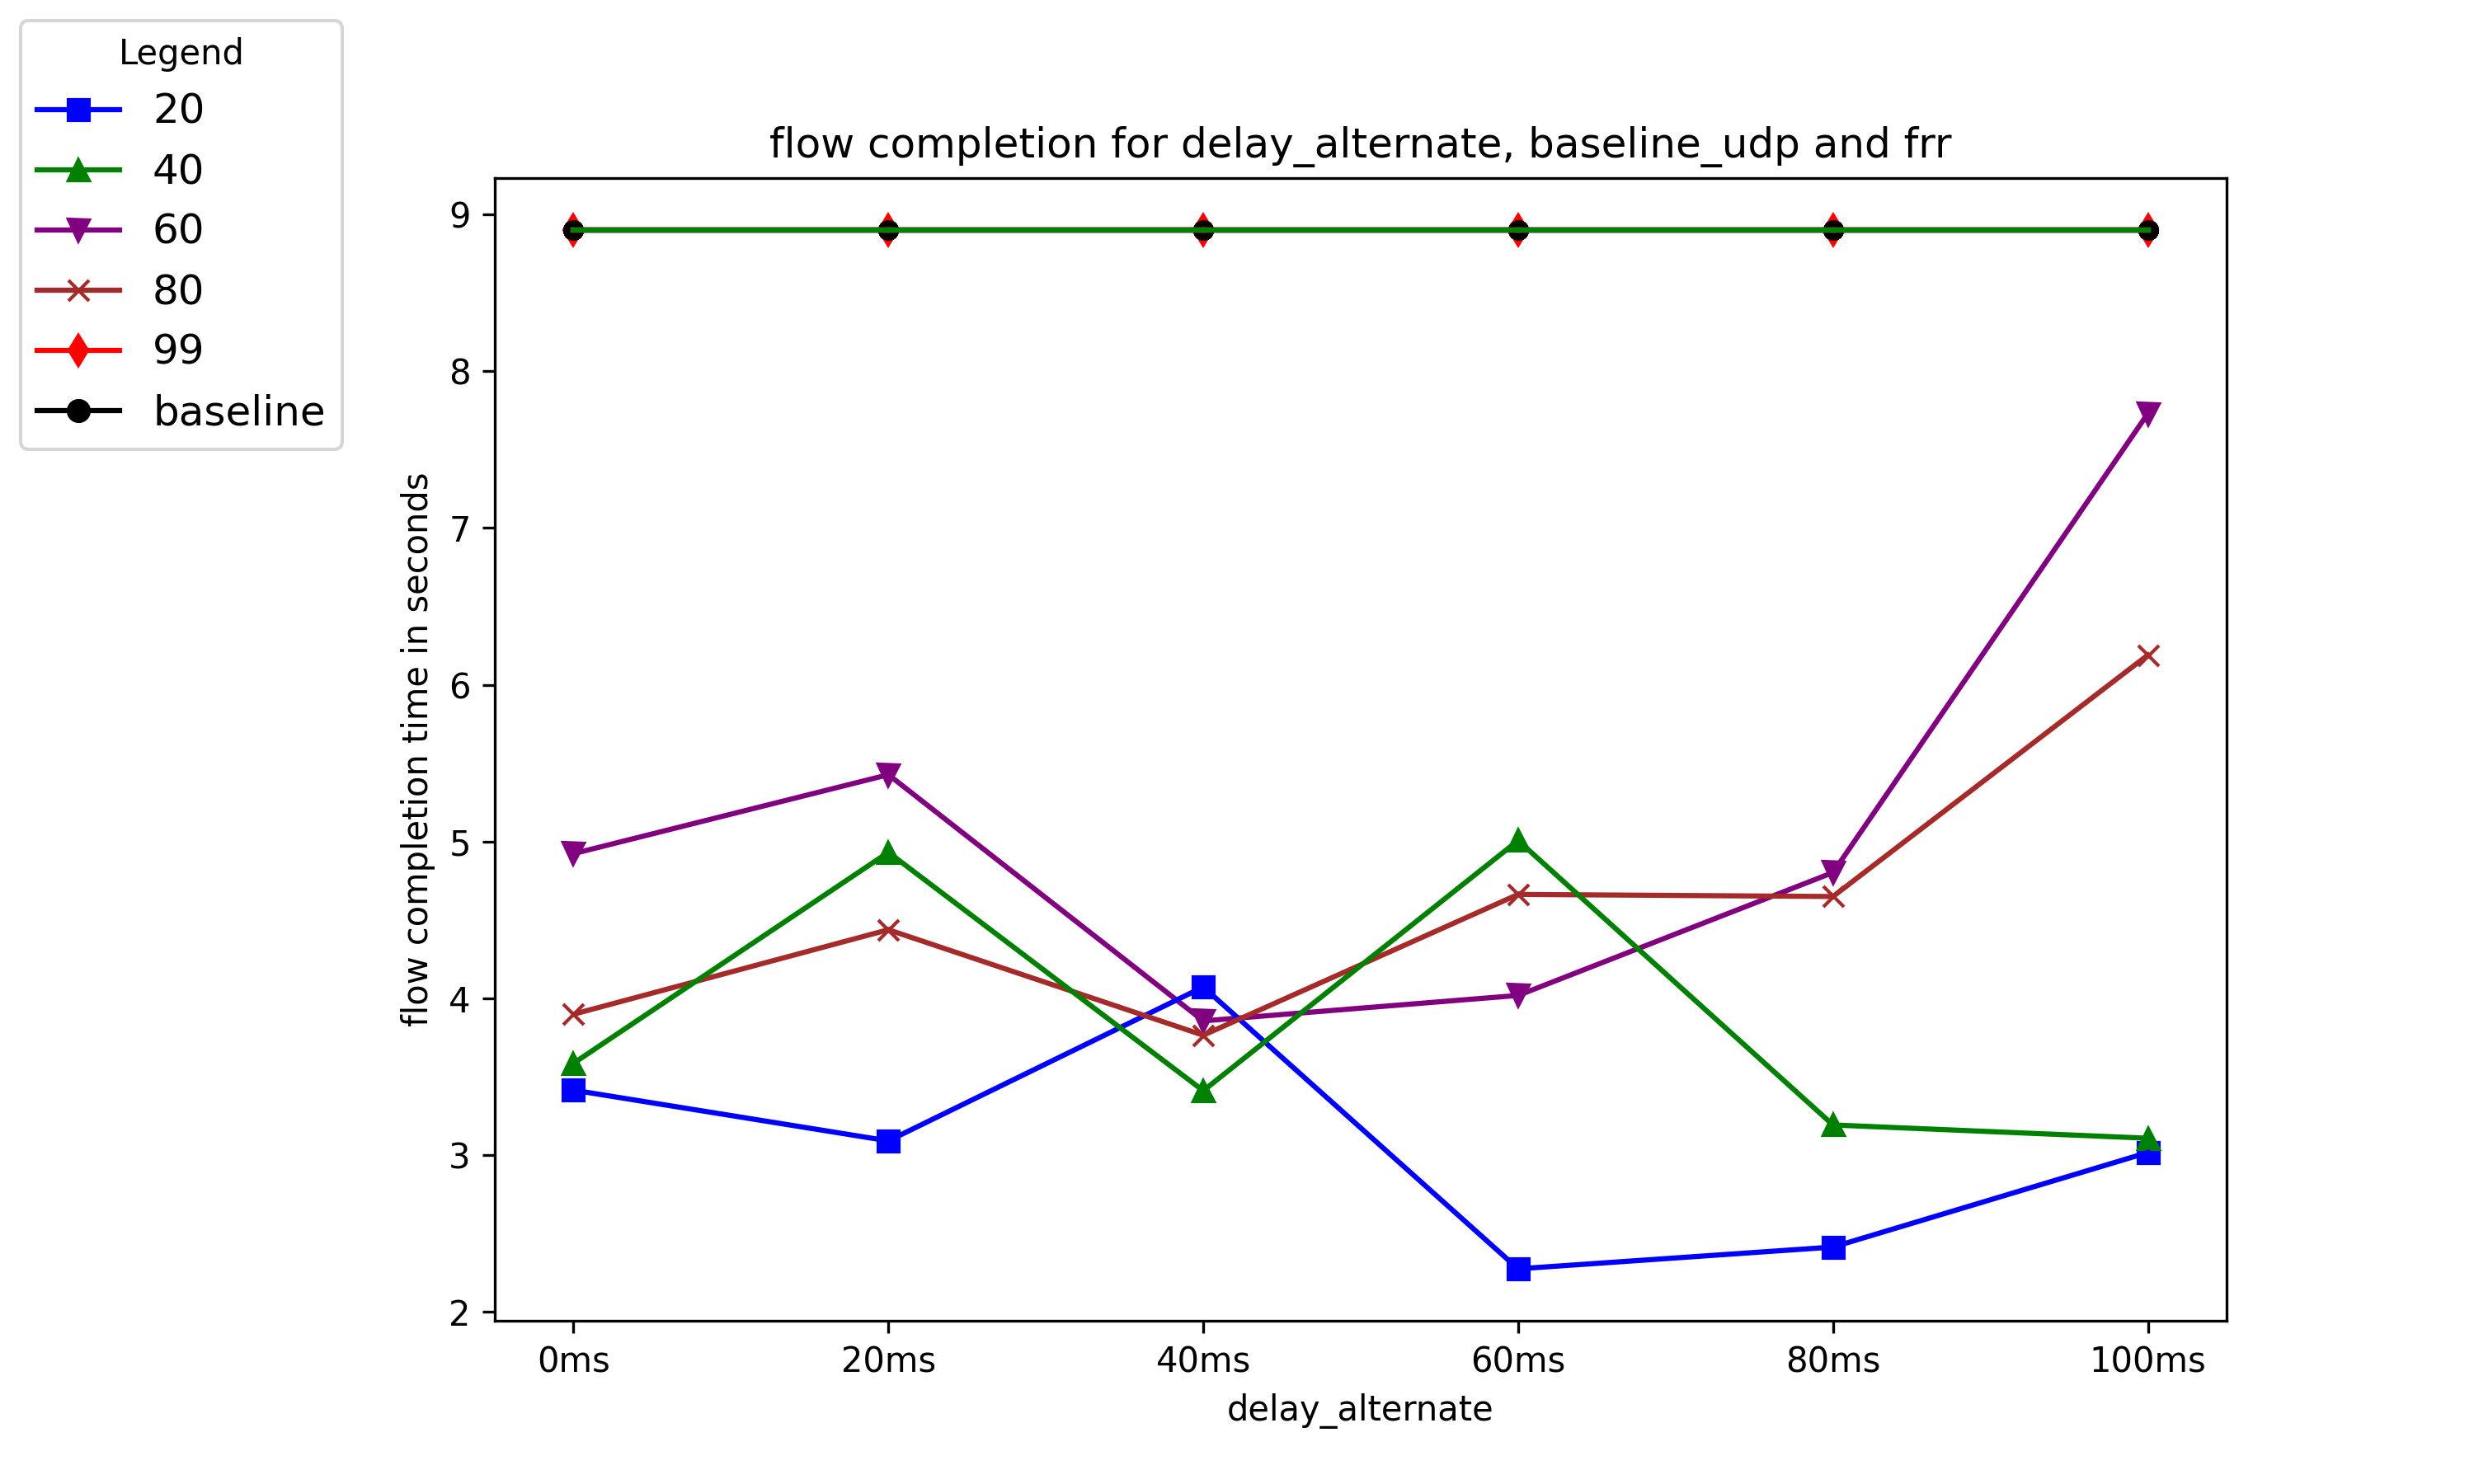 Legend
20
40
60
80
99
baseline
flow completion for delay_alternate, baseline_udp and frr
flow completion time in seconds
9
8
7
6
5
4
3
2
0ms 20ms 40ms 60ms 80ms 100ms
delay_alternate